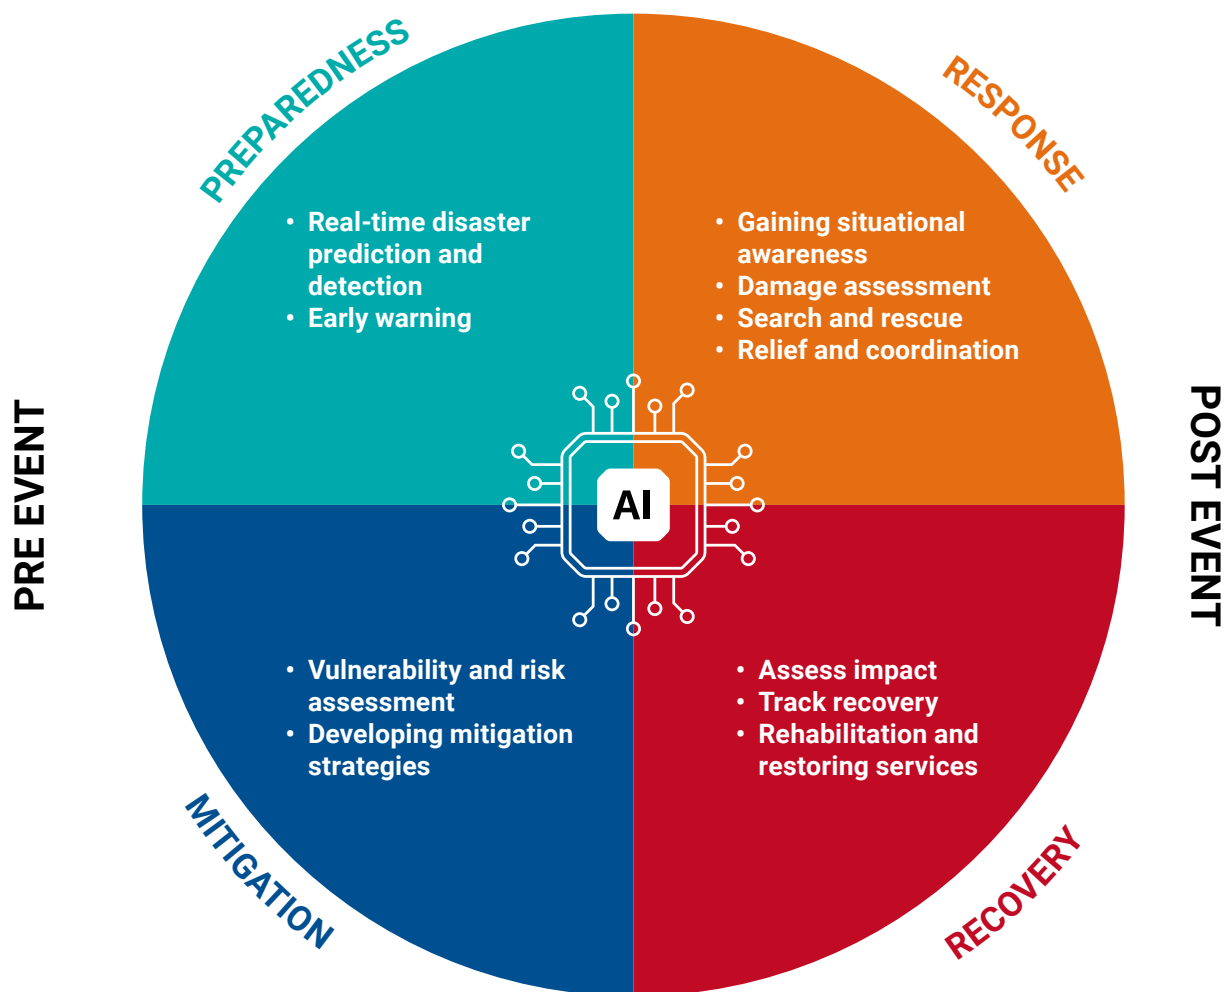 PREPAREDNESS
RESPONSE
• Real-time disaster
prediction and
detection
• Early warning
• Gaining situational
awareness
• Damage assessment
• Search and rescue
• Relief and coordination
PRE EVENT
AI
POST EVENT
• Vulnerability and risk
assessment
• Developing mitigation
strategies
• Assess impact
• Track recovery
• Rehabilitation and
restoring services
MITIGATION
RECOVERY